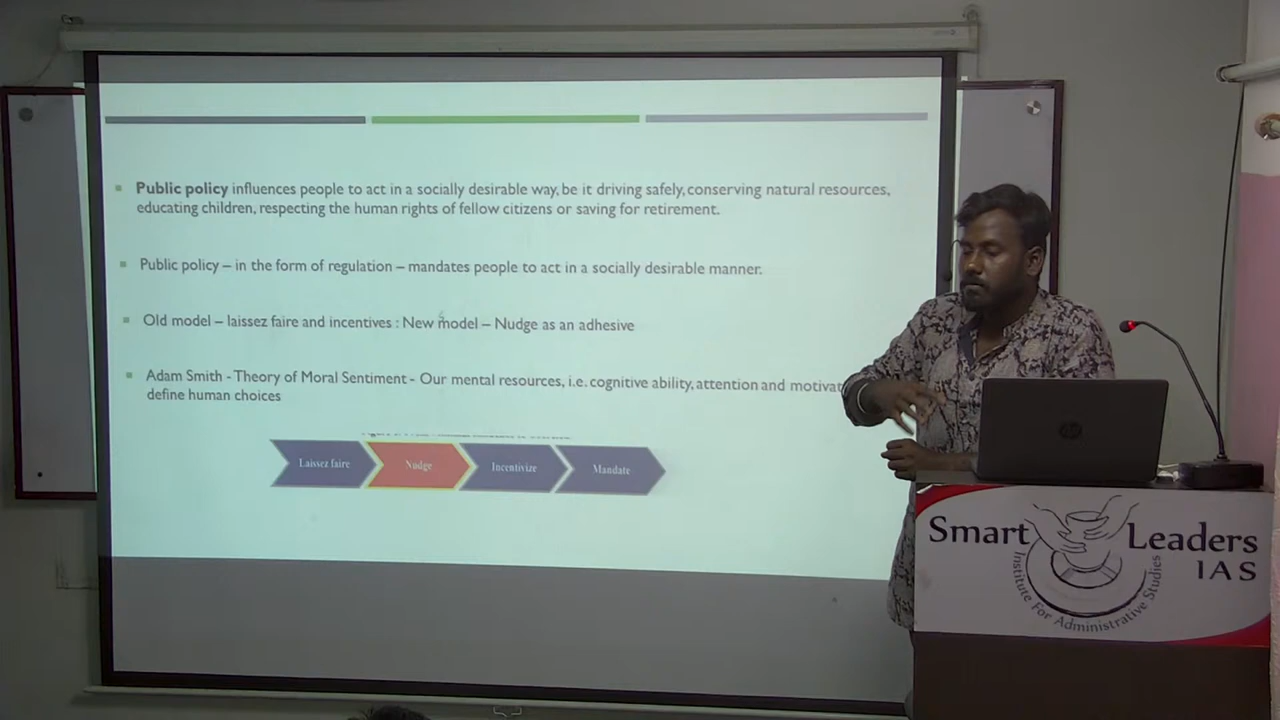 Public policy influences people to act in a socially desirable way, be it driving safely, conserving natural resources,
educating children, respecting the human rights of fellow citizens or saving for retirement.
Public policy – in the form of regulation – mandates people to act in a socially desirable manner.
Old model – laissez faire and incentives : New model – Nudge as an adhesive
Adam Smith - Theory of Moral Sentiment - Our mental resources, i.e. cognitive ability, attention and motivat
define human choices
Laissez faire
Nudge
Incentivize
Mandate
hp
Smart Leaders
IAS
Institute For Administrative Studies